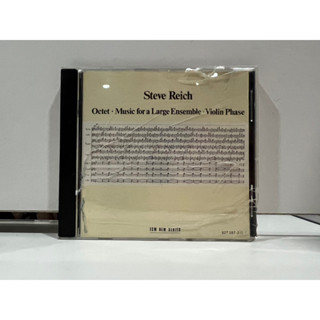 Steve Reich
Octet · Music for a Large Ensemble · Violin Phase
ECM NEW SERIES